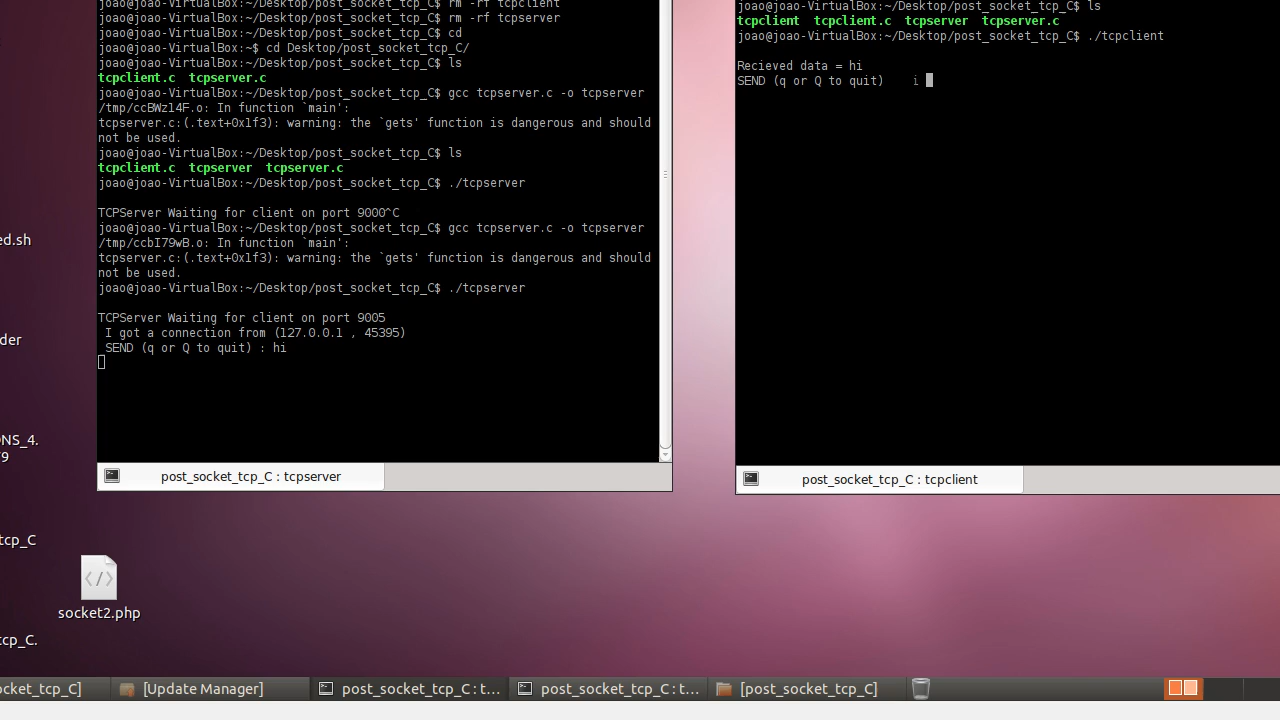 joao@joao-VirtualBox:~/Desktop/post_socket_tcp_C$ rm -rf tcpclient
joao@joao-VirtualBox:~/Desktop/post_socket_tcp_C$ rm -rf tcpserver
joao@joao-VirtualBox:~/Desktop/post_socket_tcp_C$ cd
joao@joao-VirtualBox:~$ cd Desktop/post_socket_tcp_C/
joao@joao-VirtualBox:~/Desktop/post_socket_tcp_C$ ls
tcpclient.c  tcpserver.c
joao@joao-VirtualBox:~/Desktop/post_socket_tcp_C$ gcc tcpserver.c -o tcpserver
/tmp/ccBWzl4F.o: In function `main':
tcpserver.c:(.text+0x1f3): warning: the `gets' function is dangerous and should
not be used.
joao@joao-VirtualBox:~/Desktop/post_socket_tcp_C$ ls
tcpclient.c  tcpserver  tcpserver.c
joao@joao-VirtualBox:~/Desktop/post_socket_tcp_C$ ./tcpserver
TCPServer Waiting for client on port 9000^C
joao@joao-VirtualBox:~/Desktop/post_socket_tcp_C$ gcc tcpserver.c -o tcpserver
/tmp/ccbI79wB.o: In function `main':
tcpserver.c:(.text+0x1f3): warning: the `gets' function is dangerous and should
not be used.
joao@joao-VirtualBox:~/Desktop/post_socket_tcp_C$ ./tcpserver
TCPServer Waiting for client on port 9005
I got a connection from (127.0.0.1 , 45395)
SEND (q or Q to quit) : hi
post_socket_tcp_C : tcpserver
joao@joao-VirtualBox:~/Desktop/post_socket_tcp_C$ ls
tcpclient  tcpclient.c  tcpserver  tcpserver.c
joao@joao-VirtualBox:~/Desktop/post_socket_tcp_C$ ./tcpclient
Recieved data = hi
SEND (q or Q to quit)    i
post_socket_tcp_C : tcpclient
ed.sh
der
NS_4.
9
tcp_C
socket2.php
tcp_C.
ocket_tcp_C]
[Update Manager]
post_socket_tcp_C : t...
post_socket_tcp_C : t...
[post_socket_tcp_C]